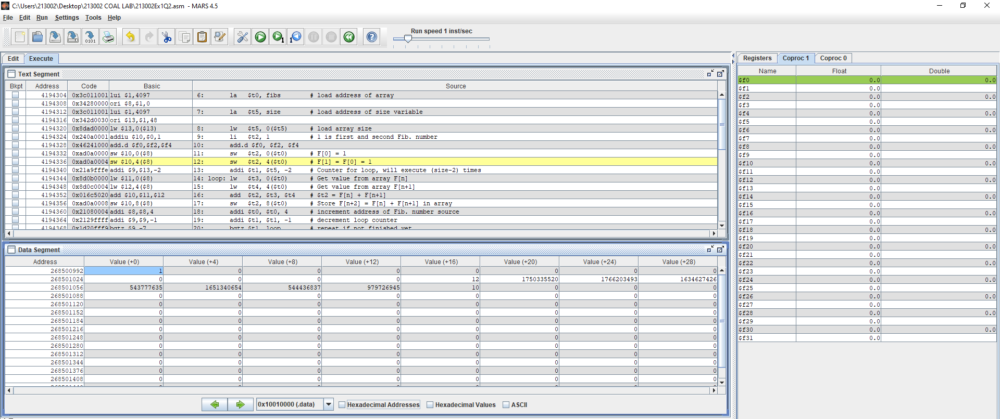 C:\Users\213002\Desktop\213002 COAL LAB\213002Ex1Q2.asm - MARS 4.5
File Edit Run Settings Tools Help
Run speed 1 inst/sec
Edit Execute
Text Segment
Bkpt Address Code Basic Source
4194304 0x3c011001 lui $1,4097 6: la $t0, fibs # load address of array
4194308 0x34280000 ori $8,$1,0
4194312 0x3c011001 lui $1,4097 7: la $t5, size # load address of size variable
4194316 0x342d0030 ori $13,$1,48
4194320 0x8dad0000 lw $13,0($13) 8: lw $t5, 0($t5) # load array size
4194324 0x240a0001 addiu $10,$0,1 9: li $t2, 1 # 1 is first and second Fib. number
4194328 0x46241000 add.d $f0,$f2,$f4 10: add.d $f0, $f2, $f4
4194332 0xad0a0000 sw $10,0($8) 11: sw $t2, 0($t0) # F[0] = 1
4194336 0xad0a0004 sw $10,4($8) 12: sw $t2, 4($t0) # F[1] = F[0] = 1
4194340 0x21a9fffe addi $9,$13,-2 13: addi $t1, $t5, -2 # Counter for loop, will execute (size-2) times
4194344 0x8d0b0000 lw $11,0($8) 14: loop: lw $t3, 0($t0) # Get value from array F[n]
4194348 0x8d0c0004 lw $12,4($8) 15: lw $t4, 4($t0) # Get value from array F[n+1]
4194352 0x016c5020 add $10,$11,$12 16: add $t2, $t3, $t4 # $t2 = F[n] + F[n+1]
4194356 0xad0a0008 sw $10,8($8) 17: sw $t2, 8($t0) # Store F[n+2] = F[n] + F[n+1] in array
4194360 0x21080004 addi $8,$8,4 18: addi $t0, $t0, 4 # increment address of Fib. number source
4194364 0x2129ffff addi $9,$9,-1 19: addi $t1, $t1, -1 # decrement loop counter
4194368 0x1d20fff9 bgtz $9,-7 20: bgtz $t1, loop # repeat if not finished yet
Data Segment
Address Value (+0) Value (+4) Value (+8) Value (+12) Value (+16) Value (+20) Value (+24) Value (+28)
268500992 1 0 0 0 0 0 0 0
268501024 0 0 0 0 12 1750335520 1766203493 1634627426
268501056 543777635 1651340654 544436837 979726945 10 0 0 0
268501088 0 0 0 0 0 0 0 0
268501120 0 0 0 0 0 0 0 0
268501152 0 0 0 0 0 0 0 0
268501184 0 0 0 0 0 0 0 0
268501216 0 0 0 0 0 0 0 0
268501248 0 0 0 0 0 0 0 0
268501280 0 0 0 0 0 0 0 0
268501312 0 0 0 0 0 0 0 0
268501344 0 0 0 0 0 0 0 0
268501376 0 0 0 0 0 0 0 0
268501408 0 0 0 0 0 0 0 0
0x10010000 (.data) Hexadecimal Addresses Hexadecimal Values ASCII
Registers Coproc 1 Coproc 0
Name Float Double
$f0 0.0 0.0
$f1 0.0
$f2 0.0 0.0
$f3 0.0
$f4 0.0 0.0
$f5 0.0
$f6 0.0 0.0
$f7 0.0
$f8 0.0 0.0
$f9 0.0
$f10 0.0 0.0
$f11 0.0
$f12 0.0 0.0
$f13 0.0
$f14 0.0 0.0
$f15 0.0
$f16 0.0 0.0
$f17 0.0
$f18 0.0 0.0
$f19 0.0
$f20 0.0 0.0
$f21 0.0
$f22 0.0 0.0
$f23 0.0
$f24 0.0 0.0
$f25 0.0
$f26 0.0 0.0
$f27 0.0
$f28 0.0 0.0
$f29 0.0
$f30 0.0 0.0
$f31 0.0